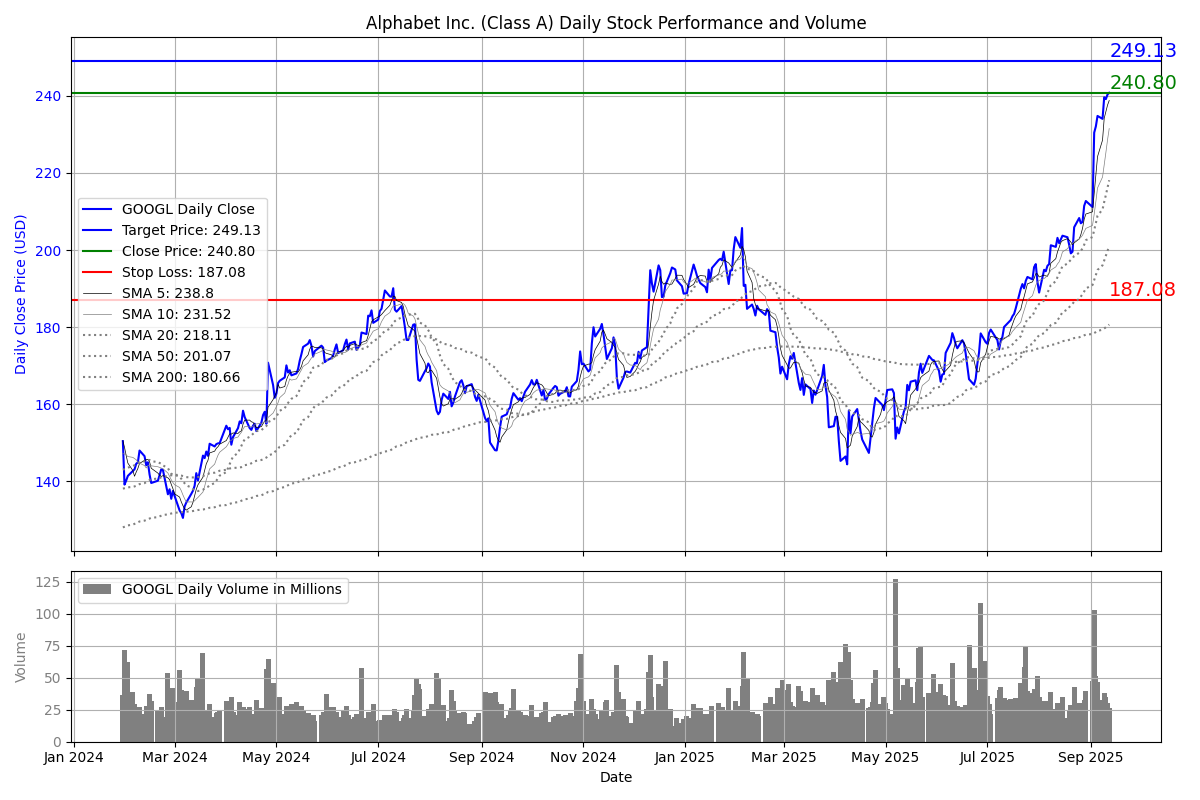 Alphabet Inc. (Class A) Daily Stock Performance and Volume
249.13
240.80
187.08
240
220
200
180
160
140
Daily Close Price (USD)
GOOGL Daily Close
Target Price: 249.13
Close Price: 240.80
Stop Loss: 187.08
SMA 5: 238.8
SMA 10: 231.52
SMA 20: 218.11
SMA 50: 201.07
SMA 200: 180.66
GOOGL Daily Volume in Millions
125
100
75
50
25
0
Volume
Jan 2024 Mar 2024 May 2024 Jul 2024 Sep 2024 Nov 2024 Jan 2025 Mar 2025 May 2025 Jul 2025 Sep 2025
Date